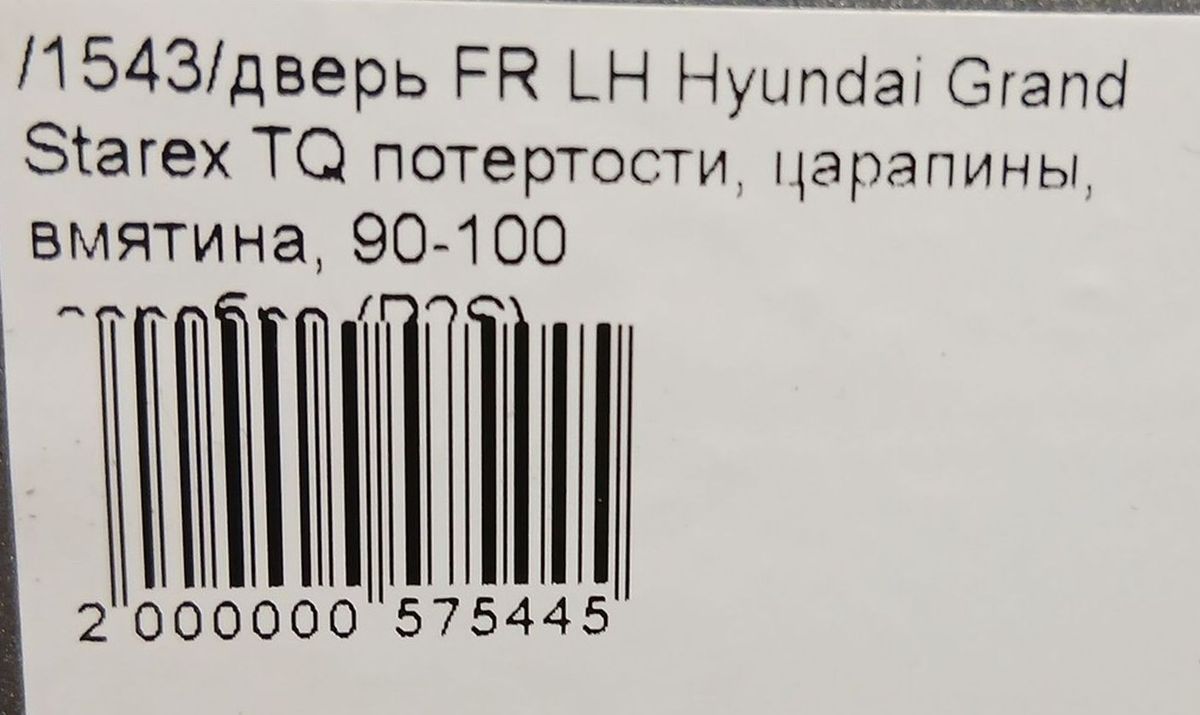 /1543/дверь FR LH Hyundai Grand
Starex TQ потертости, царапины,
вмятина, 90-100
2 000000 575445